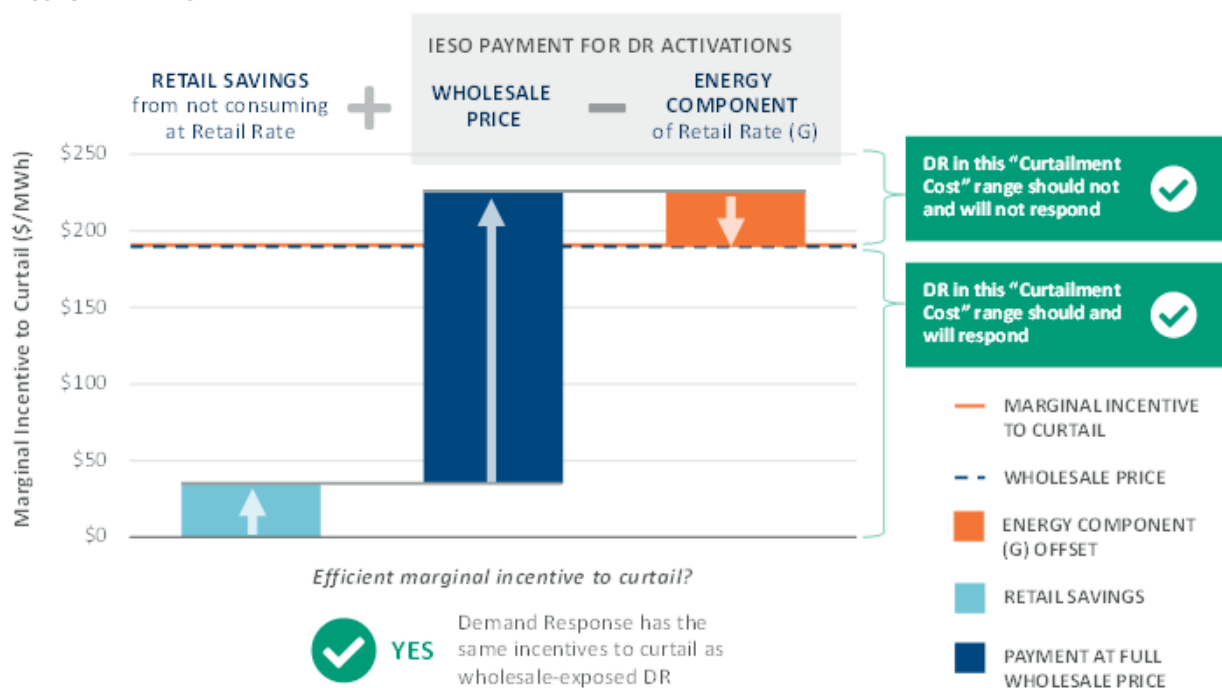 IESO PAYMENT FOR DR ACTIVATIONS
RETAIL SAVINGS
from not consuming
at Retail Rate
WHOLESALE
PRICE
ENERGY
COMPONENT
of Retail Rate (G)
Marginal Incentive to Curtail ($/MWh)
$250
$200
$150
$100
$50
$0
DR in this “Curtailment
Cost” range should not
and will not respond
DR in this “Curtailment
Cost” range should and
will respond
MARGINAL INCENTIVE
TO CURTAIL
WHOLESALE PRICE
ENERGY COMPONENT
(G) OFFSET
RETAIL SAVINGS
PAYMENT AT FULL
WHOLESALE PRICE
Efficient marginal incentive to curtail?
YES
Demand Response has the
same incentives to curtail as
wholesale-exposed DR